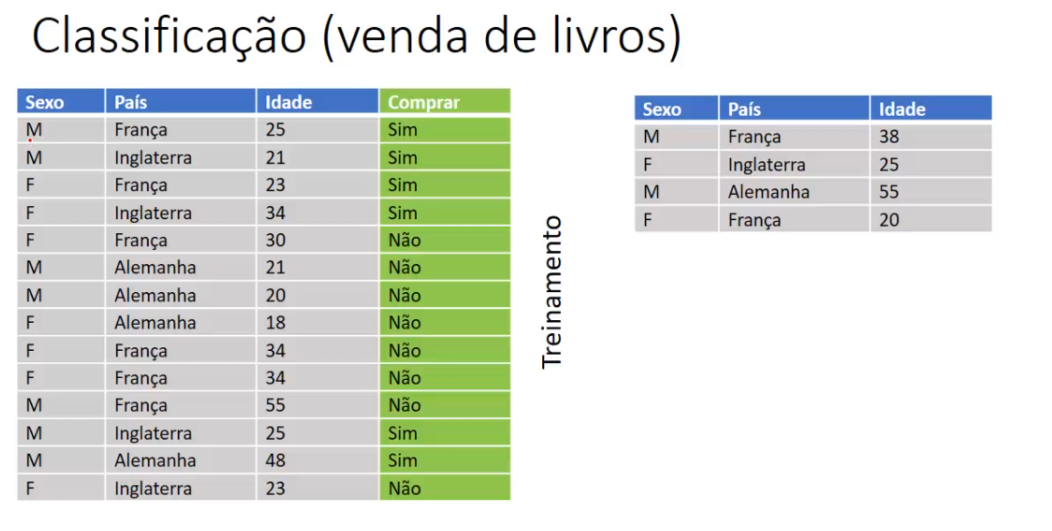 Classificação (venda de livros)
Sexo País Idade Comprar
M França 25 Sim
M Inglaterra 21 Sim
F França 23 Sim
F Inglaterra 34 Sim
F França 30 Não
M Alemanha 21 Não
M Alemanha 20 Não
F Alemanha 18 Não
F França 34 Não
F França 34 Não
M França 55 Não
M Inglaterra 25 Sim
M Alemanha 48 Sim
F Inglaterra 23 Não
Treinamento
Sexo País Idade
M França 38
F Inglaterra 25
M Alemanha 55
F França 20